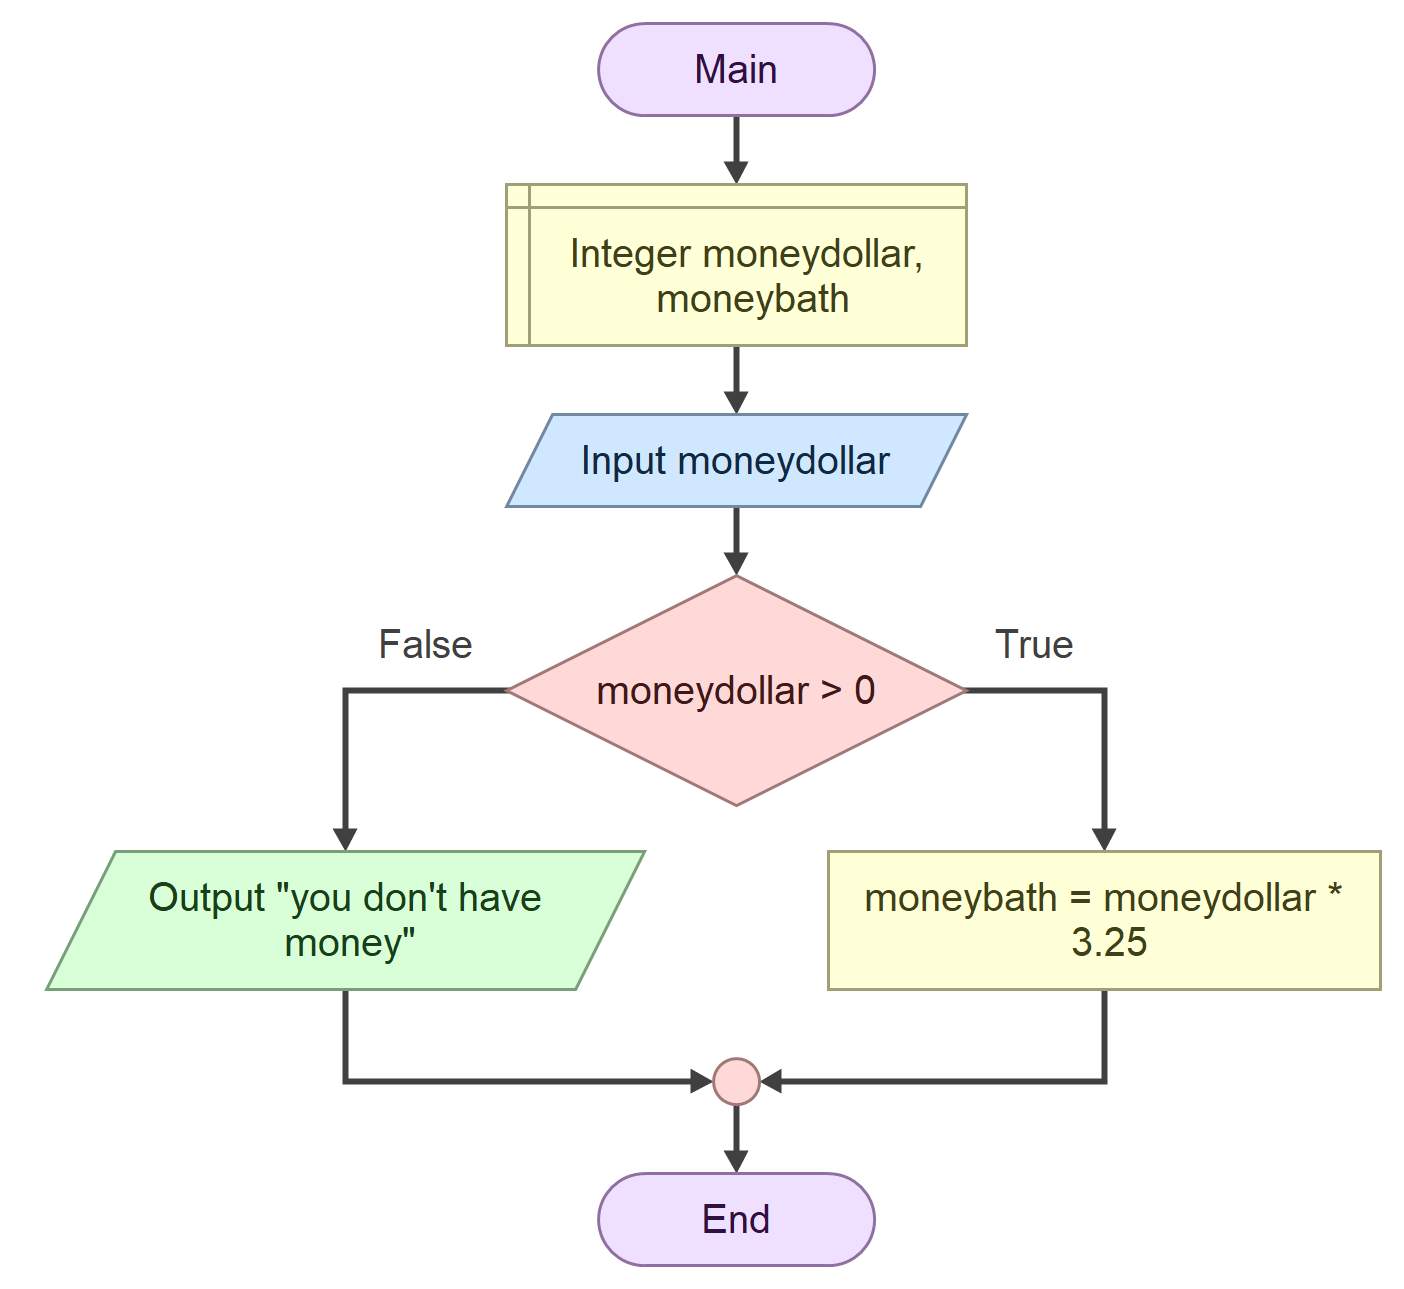 Main
Integer moneydollar,
moneybath
Input moneydollar
False
True
moneydollar > 0
Output "you don't have
money"
moneybath = moneydollar *
3.25
End